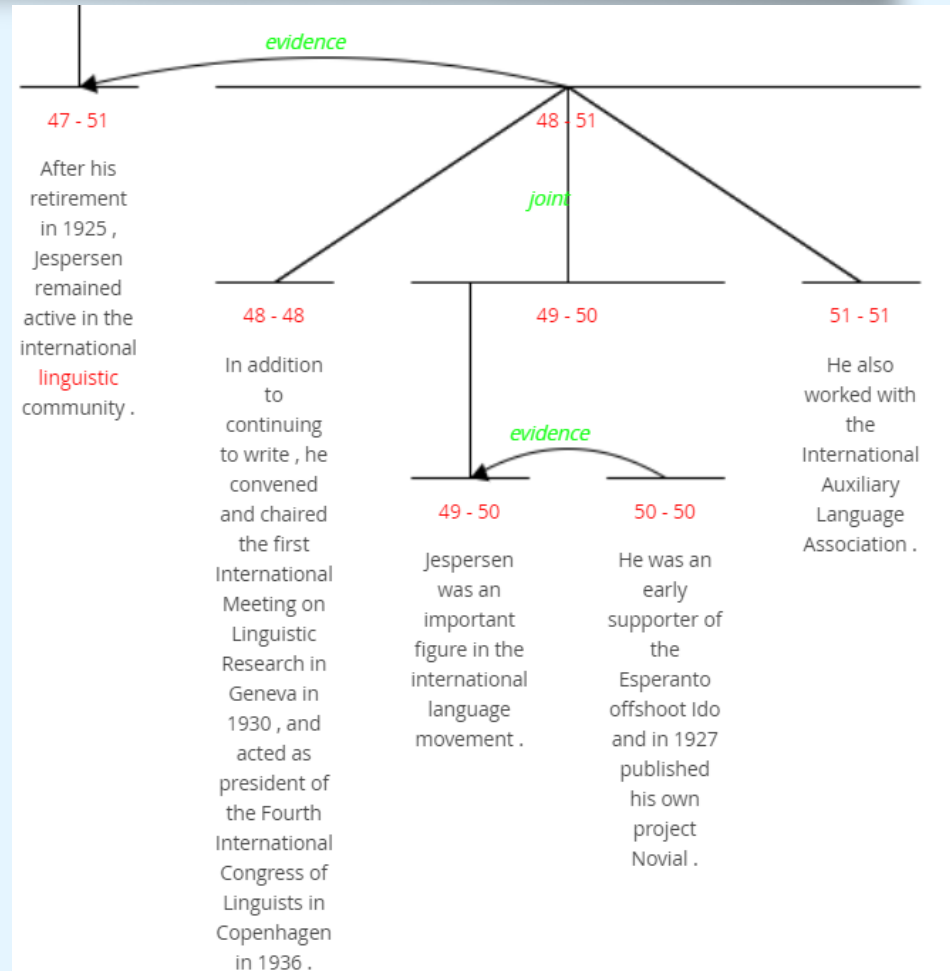 evidence
47 - 51
48 - 51
After his
retirement
in 1925 ,
Jespersen
remained
active in the
international
linguistic
community .
joint
48 - 48
In addition
to
continuing
to write , he
convened
and chaired
the first
International
Meeting on
Linguistic
Research in
Geneva in
1930 , and
acted as
president of
the Fourth
International
Congress of
Linguists in
Copenhagen
in 1936 .
49 - 50
evidence
49 - 50
Jespersen
was an
important
figure in the
international
language
movement .
50 - 50
He was an
early
supporter of
the
Esperanto
offshoot Ido
and in 1927
published
his own
project
Novial .
51 - 51
He also
worked with
the
International
Auxiliary
Language
Association .